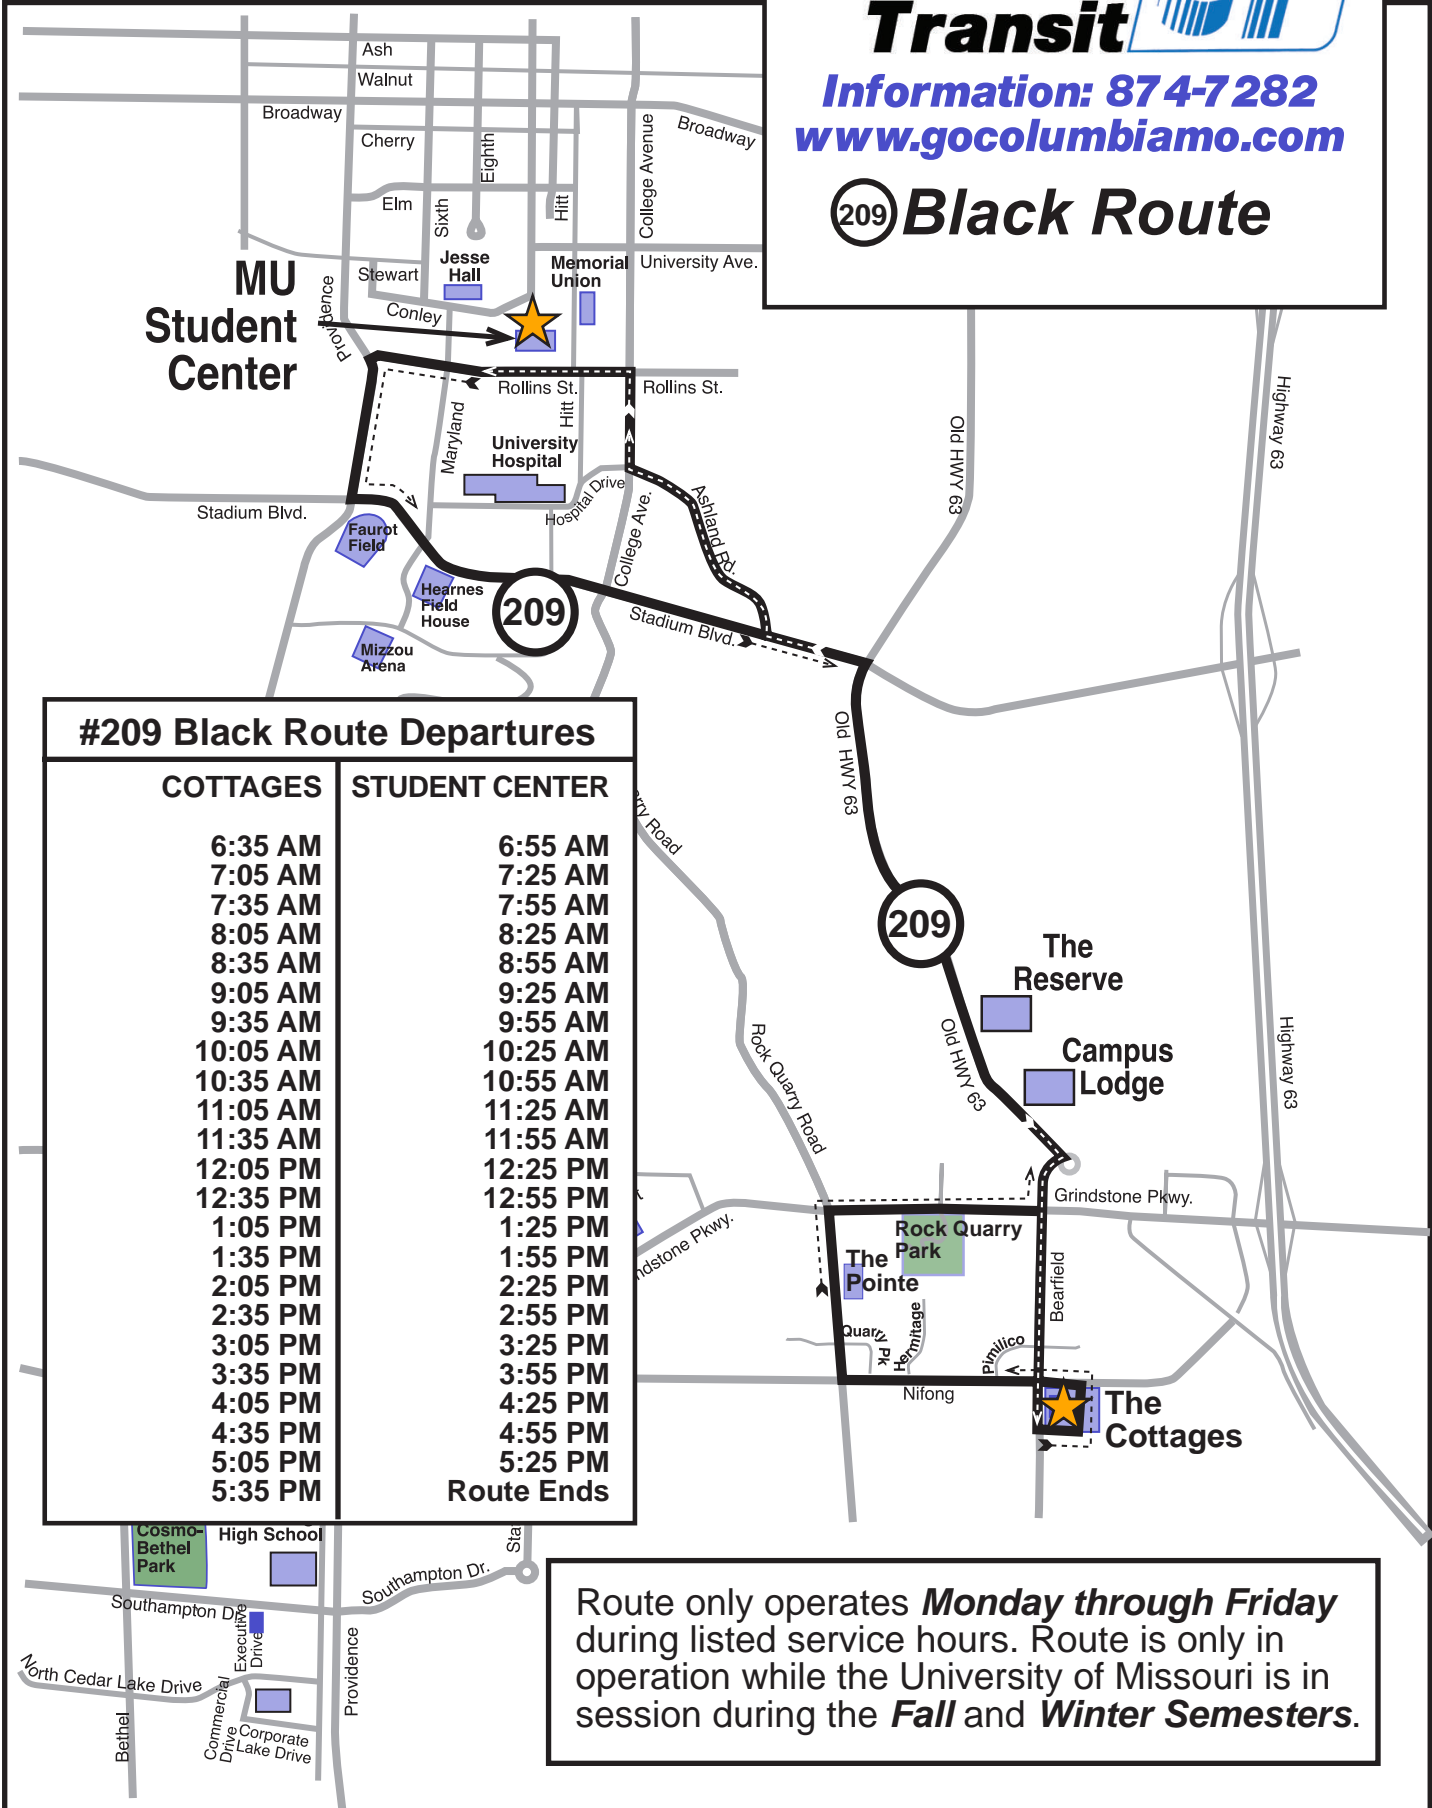 Transit
Information: 874-7282
www.gocolumbiamo.com
209 Black Route
Ash
Walnut
Broadway
Broadway
Cherry
Eighth
College Avenue
Elm
Sixth
Hitt
Stewart
Jesse
Hall
Memorial
Union
University Ave.
MU
Student
Center
Providence
Conley
Rollins St.
Rollins St.
Maryland
Hitt
University
Hospital
Hospital Drive
College Ave.
Ashland Rd.
Old HWY 63
Highway 63
Stadium Blvd.
Faurot
Field
Hearnes
Field
House
209
Stadium Blvd.
Mizzou
Arena
Old HWY 63
#209 Black Route Departures
COTTAGES STUDENT CENTER
6:35 AM 6:55 AM
7:05 AM 7:25 AM
7:35 AM 7:55 AM
8:05 AM 8:25 AM
8:35 AM 8:55 AM
9:05 AM 9:25 AM
9:35 AM 9:55 AM
10:05 AM 10:25 AM
10:35 AM 10:55 AM
11:05 AM 11:25 AM
11:35 AM 11:55 AM
12:05 PM 12:25 PM
12:35 PM 12:55 PM
1:05 PM 1:25 PM
1:35 PM 1:55 PM
2:05 PM 2:25 PM
2:35 PM 2:55 PM
3:05 PM 3:25 PM
3:35 PM 3:55 PM
4:05 PM 4:25 PM
4:35 PM 4:55 PM
5:05 PM 5:25 PM
5:35 PM Route Ends
rry Road
209
The
Reserve
Campus
Lodge
Old HWY 63
Rock Quarry Road
Highway 63
Grindstone Pkwy.
ndstone Pkwy.
Rock Quarry
Park
The
Pointe
Bearfield
Quarry
Pk
Hermitage
Pimilico
Nifong
The
Cottages
Cosmo-
Bethel
Park
High School
Sta
Southampton Dr.
Southampton Dr.
Executive
Drive
North Cedar Lake Drive
Commercial
Drive
Corporate
Lake Drive
Providence
Bethel
Route only operates Monday through Friday
during listed service hours. Route is only in
operation while the University of Missouri is in
session during the Fall and Winter Semesters.